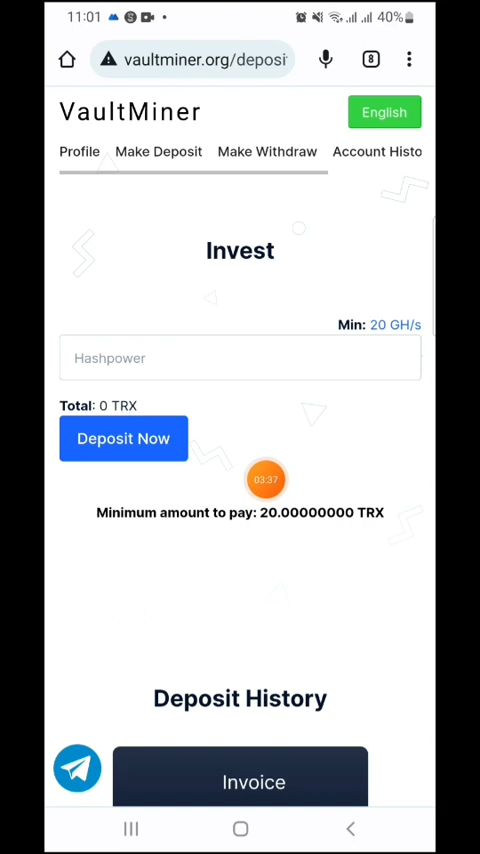 11:01 40%
vaultminer.org/deposi 8
VaultMiner
English
Profile Make Deposit Make Withdraw Account Histo
Invest
Min: 20 GH/s
Hashpower
Total: 0 TRX
Deposit Now
03:37
Minimum amount to pay: 20.00000000 TRX
Deposit History
Invoice